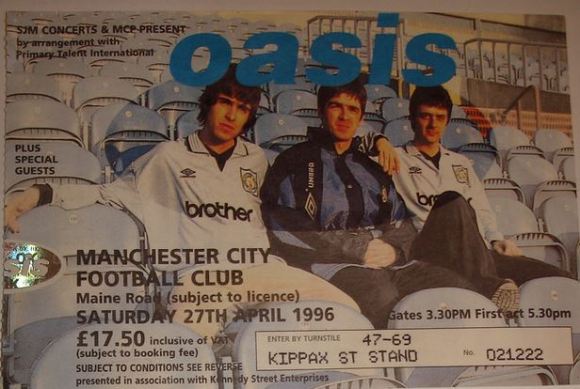 SJM CONCERTS & MCP PRESENT
by arrangement with
Primary Talent International
oasis
PLUS
SPECIAL
GUESTS
UMBRO
brother
brother
MANCHESTER CITY
FOOTBALL CLUB
Maine Road (subject to licence)
SATURDAY 27TH APRIL 1996
Gates 3.30PM First act 5.30pm
£17.50 inclusive of VAT
(subject to booking fee)
ENTER BY TURNSTILE 47-69
KIPPAX ST STAND No. 021222
SUBJECT TO CONDITIONS SEE REVERSE
presented in association with Kennedy Street Enterprises